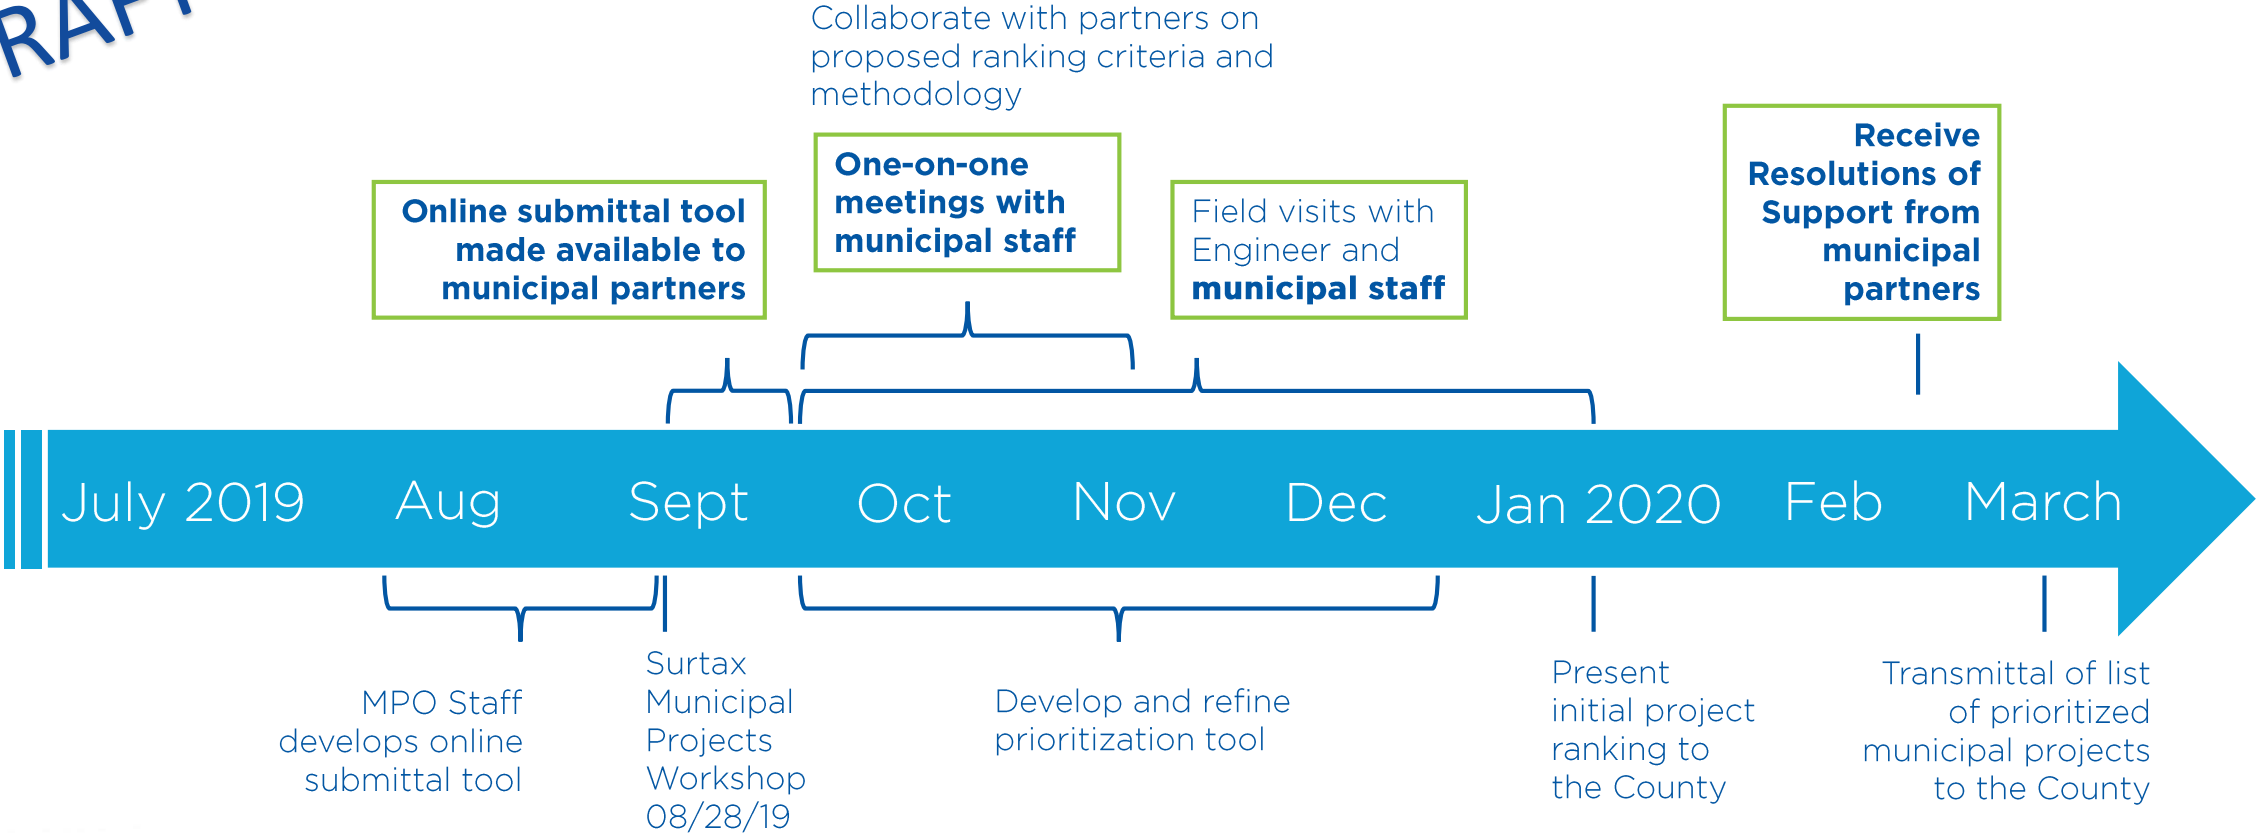 Collaborate with partners on
proposed ranking criteria and
methodology
Online submittal tool
made available to
municipal partners
One-on-one
meetings with
municipal staff
Field visits with
Engineer and
municipal staff
Receive
Resolutions of
Support from
municipal
partners
July 2019 Aug Sept Oct Nov Dec Jan 2020 Feb March
MPO Staff
develops online
submittal tool
Surtax
Municipal
Projects
Workshop
08/28/19
Develop and refine
prioritization tool
Present
initial project
ranking to
the County
Transmittal of list
of prioritized
municipal projects
to the County